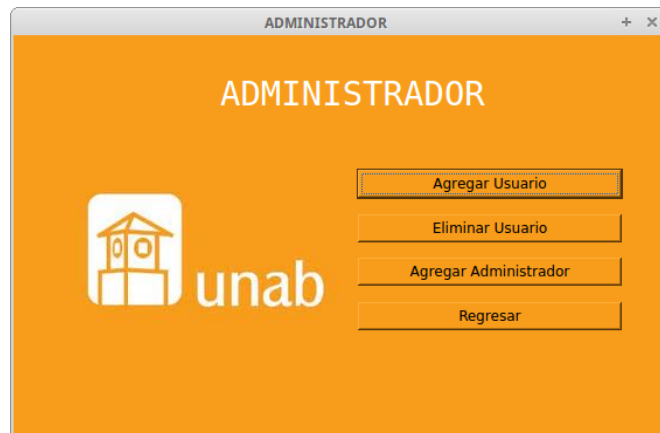 ADMINISTRADOR
ADMINISTRADOR
Agregar Usuario
Eliminar Usuario
Agregar Administrador
unab
Regresar